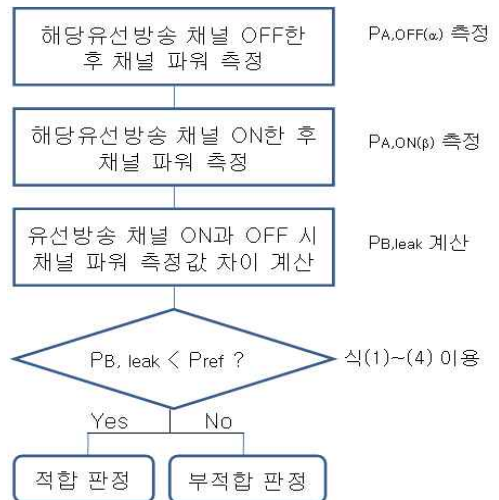 해당유선방송 채널 OFF한
후 채널 파워 측정
PA,OFF(α) 측정
해당유선방송 채널 ON한 후
채널 파워 측정
PA,ON(β) 측정
유선방송 채널 ON과 OFF 시
채널 파워 측정값 차이 계산
PB,leak 계산
PB, leak < Pref ?
식(1)~(4) 이용
Yes
No
적합 판정
부적합 판정